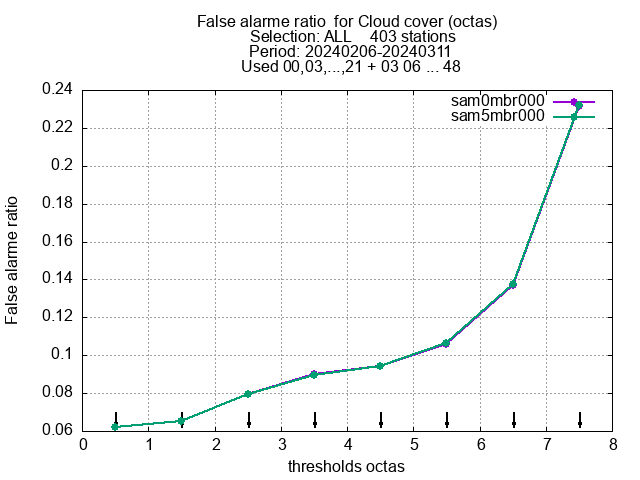 False alarme ratio  for Cloud cover (octas)
Selection: ALL    403 stations
Period: 20240206-20240311
Used 00,03,...,21 + 03 06 ... 48
sam0mbr000
sam5mbr000
0.24
0.22
0.2
0.18
0.16
0.14
0.12
0.1
0.08
0.06
False alarme ratio
0 1 2 3 4 5 6 7 8
thresholds octas